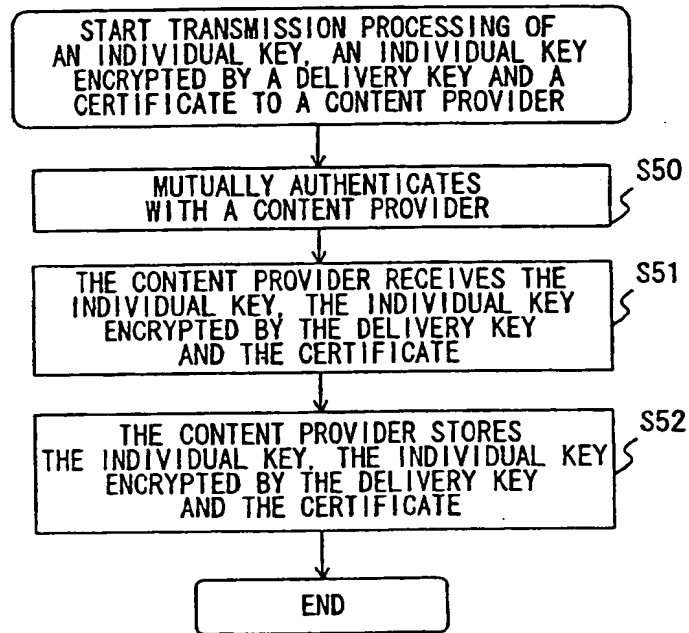 START TRANSMISSION PROCESSING OF
AN INDIVIDUAL KEY, AN INDIVIDUAL KEY
ENCRYPTED BY A DELIVERY KEY AND A
CERTIFICATE TO A CONTENT PROVIDER
MUTUALLY AUTHENTICATES
WITH A CONTENT PROVIDER
S50
THE CONTENT PROVIDER RECEIVES THE
INDIVIDUAL KEY, THE INDIVIDUAL KEY
ENCRYPTED BY THE DELIVERY KEY
AND THE CERTIFICATE
S51
THE CONTENT PROVIDER STORES
THE INDIVIDUAL KEY, THE INDIVIDUAL KEY
ENCRYPTED BY THE DELIVERY KEY
AND THE CERTIFICATE
S52
END